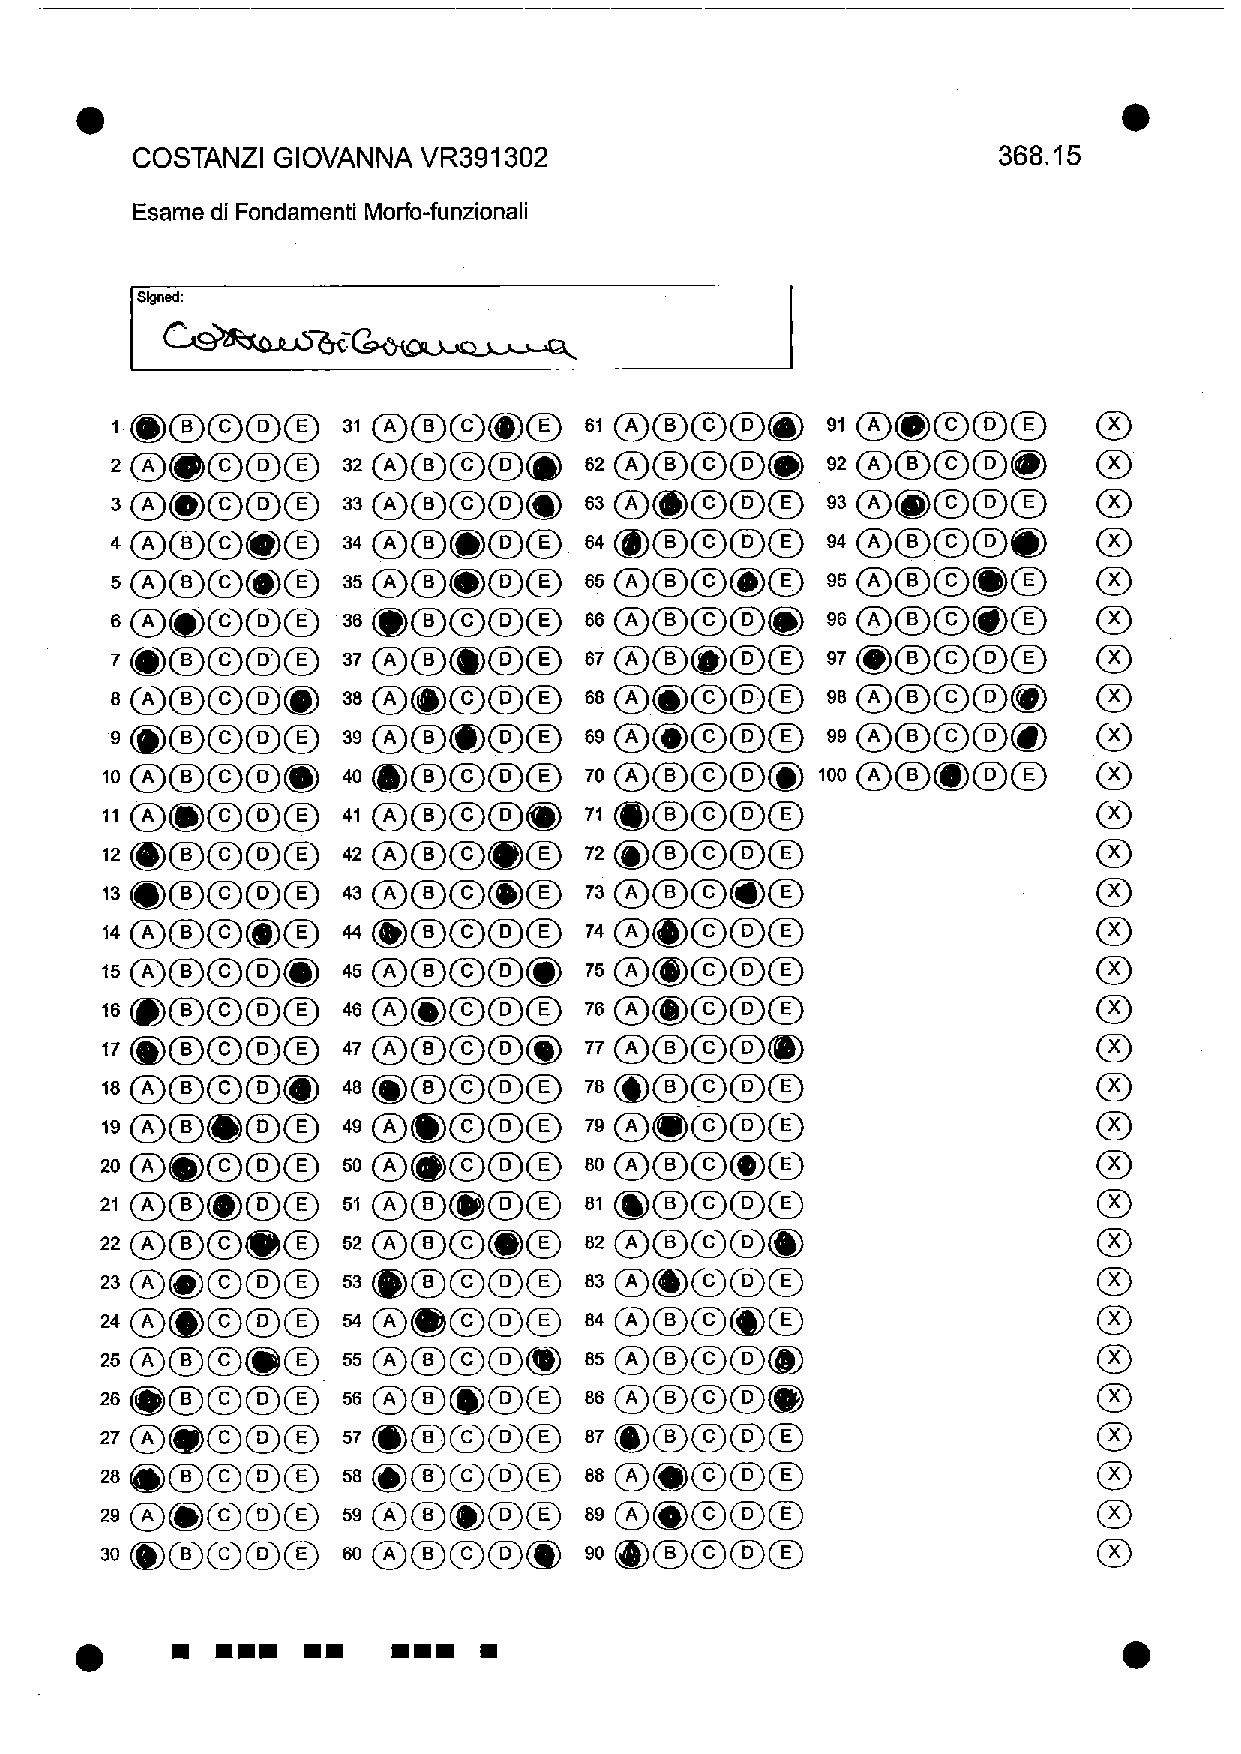 COSTANZI GIOVANNA VR391302 368.15
Esame di Fondamenti Morfo-funzionali
Signed:
Costanzi Giovanna
1 B C D E 31 A B C E 61 A B C D 91 A C D E X
2 A C D E 32 A B C D 62 A B C D 92 A B C D X
3 A C D E 33 A B C D 63 A C D E 93 A C D E X
4 A B C E 34 A B D E 64 B C D E 94 A B C D X
5 A B C E 35 A B D E 65 A B C E 95 A B C E X
6 A C D E 36 B C D E 66 A B C D 96 A B C E X
7 B C D E 37 A B D E 67 A B D E 97 B C D E X
8 A B C D 38 A C D E 68 A C D E 98 A B C D X
9 B C D E 39 A B D E 69 A C D E 99 A B C D X
10 A B C D 40 B C D E 70 A B C D 100 A B D E X
11 A C D E 41 A B C D 71 B C D E X
12 B C D E 42 A B C E 72 B C D E X
13 B C D E 43 A B C E 73 A B C E X
14 A B C E 44 B C D E 74 A C D E X
15 A B C D 45 A B C D 75 A C D E X
16 B C D E 46 A C D E 76 A C D E X
17 B C D E 47 A B C D 77 A B C D X
18 A B C D 48 B C D E 78 B C D E X
19 A B D E 49 A C D E 79 A C D E X
20 A C D E 50 A C D E 80 A B C E X
21 A B D E 51 A B D E 81 B C D E X
22 A B C E 52 A B C E 82 A B C D X
23 A C D E 53 B C D E 83 A C D E X
24 A C D E 54 A C D E 84 A B C E X
25 A B C E 55 A B C D 85 A B C D X
26 B C D E 56 A B D E 86 A B C D X
27 A C D E 57 B C D E 87 B C D E X
28 B C D E 58 B C D E 88 A C D E X
29 A C D E 59 A B D E 89 A C D E X
30 B C D E 60 A B C D 90 B C D E X